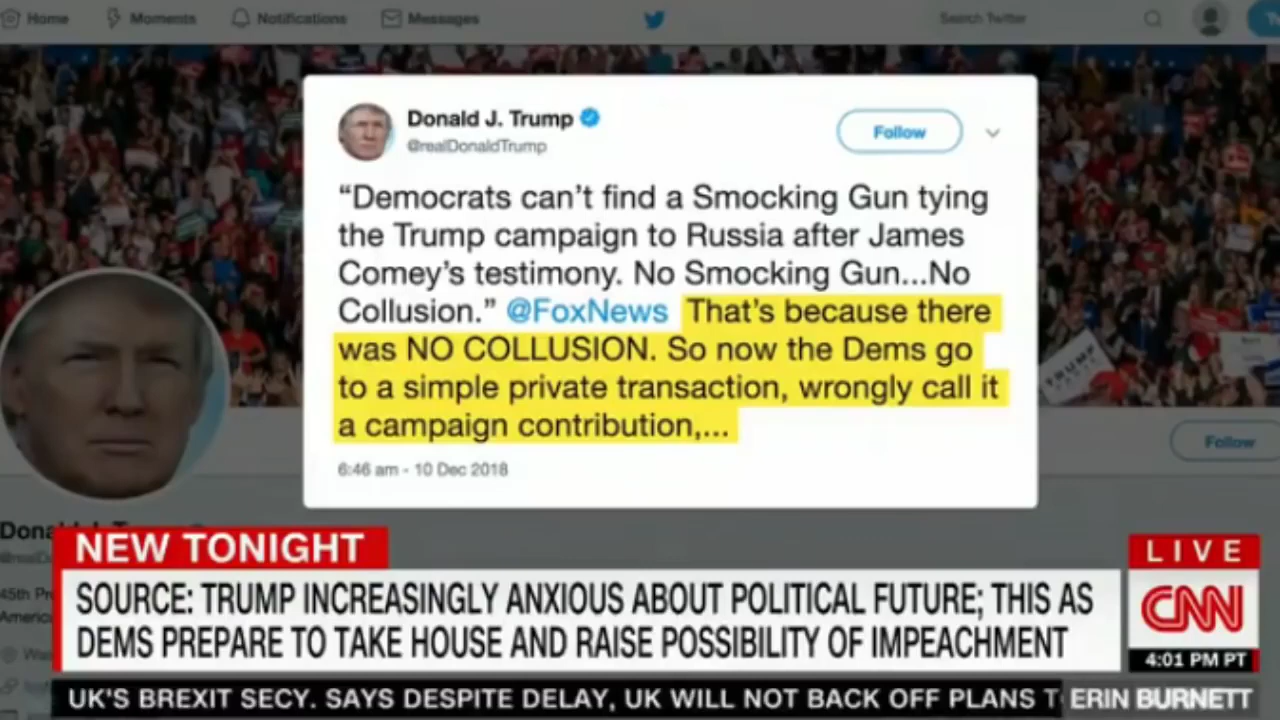 Home
Moments
Notifications
Messages
Search Twitter
Donald J. Trump
@realDonaldTrump
Follow
“Democrats can’t find a Smocking Gun tying
the Trump campaign to Russia after James
Comey’s testimony. No Smocking Gun...No
Collusion.” @FoxNews That’s because there
was NO COLLUSION. So now the Dems go
to a simple private transaction, wrongly call it
a campaign contribution,...
6:46 am - 10 Dec 2018
TRUMP
Follow
NEW TONIGHT
SOURCE: TRUMP INCREASINGLY ANXIOUS ABOUT POLITICAL FUTURE; THIS AS
DEMS PREPARE TO TAKE HOUSE AND RAISE POSSIBILITY OF IMPEACHMENT
LIVE
CNN
4:01 PM PT
UK'S BREXIT SECY. SAYS DESPITE DELAY, UK WILL NOT BACK OFF PLANS
ERIN BURNETT